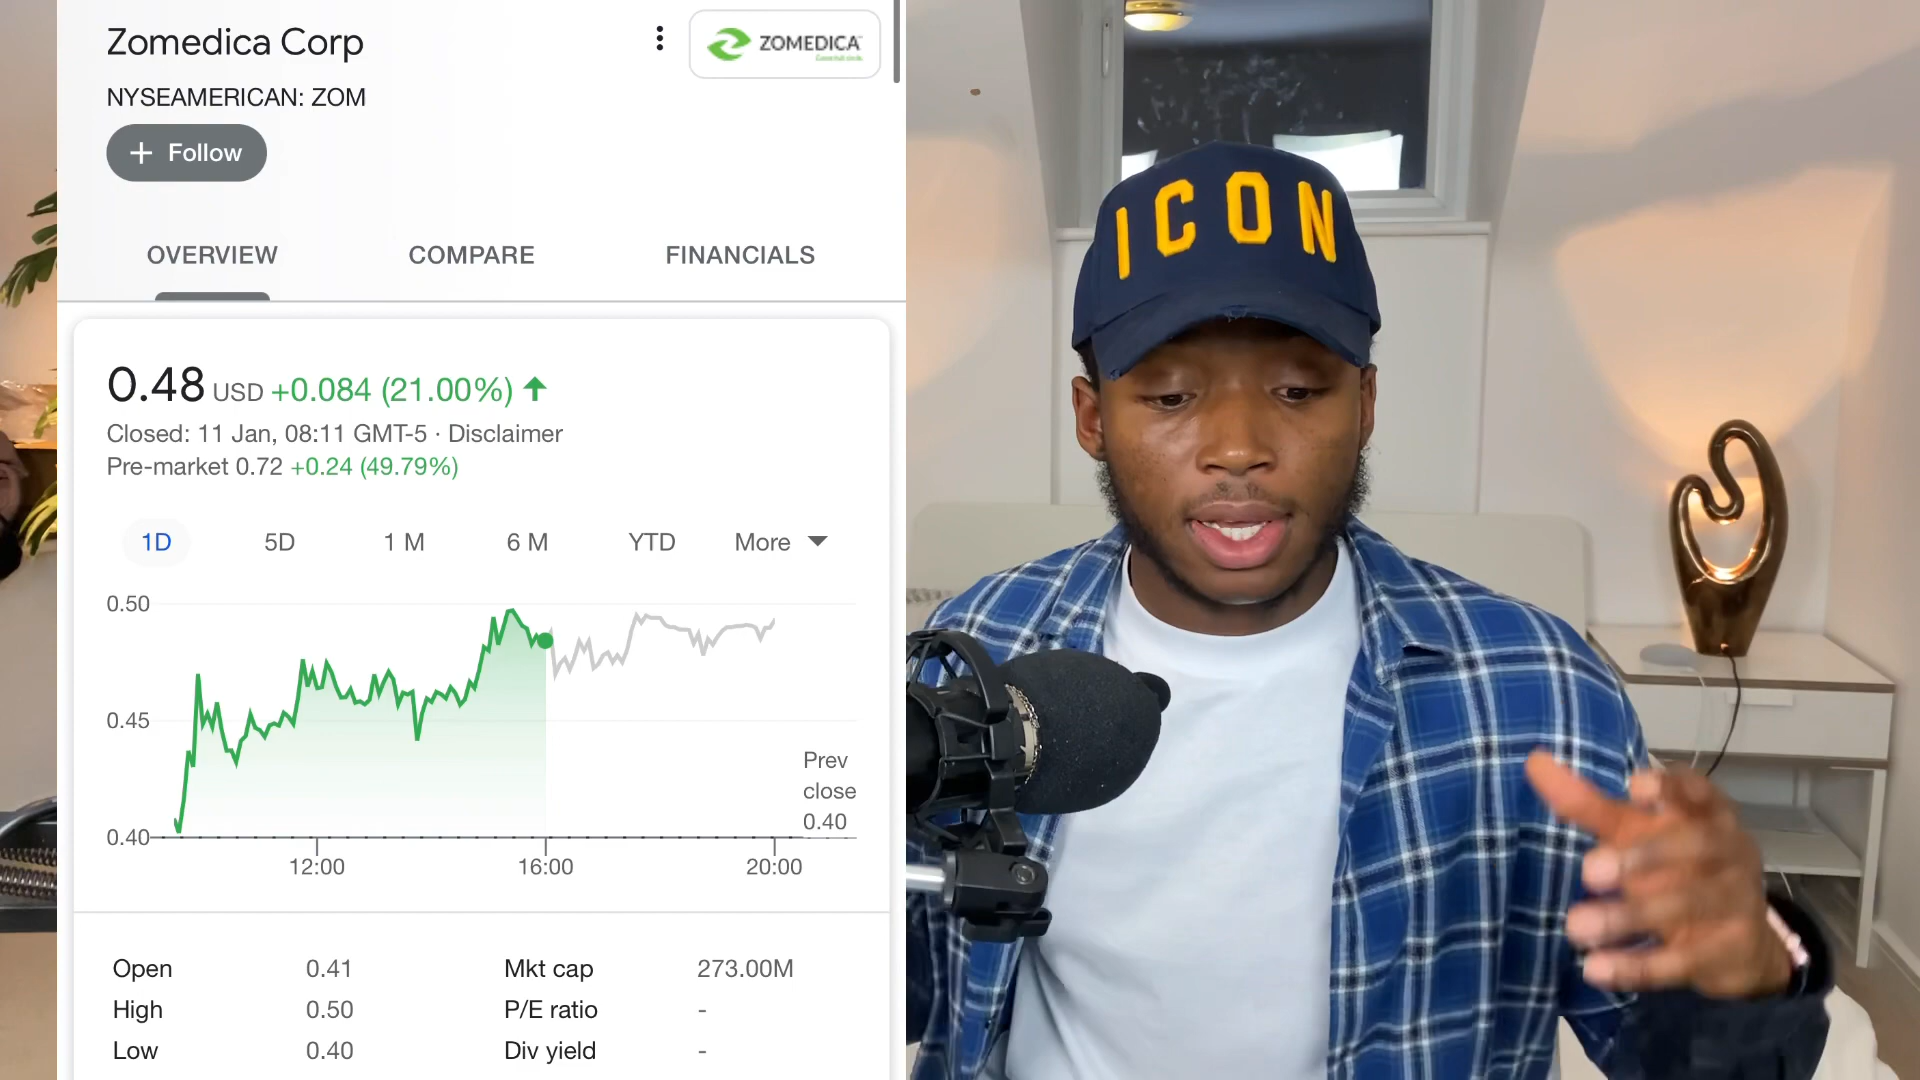 Zomedica Corp
ZOMEDICA
NYSEAMERICAN: ZOM
+ Follow
OVERVIEW COMPARE FINANCIALS
0.48 USD +0.084 (21.00%)
Closed: 11 Jan, 08:11 GMT-5 · Disclaimer
Pre-market 0.72 +0.24 (49.79%)
1D 5D 1 M 6 M YTD More
0.50
0.45
0.40
Prev
close
0.40
12:00 16:00 20:00
Open 0.41 Mkt cap 273.00M
High 0.50 P/E ratio -
Low 0.40 Div yield -
ICON